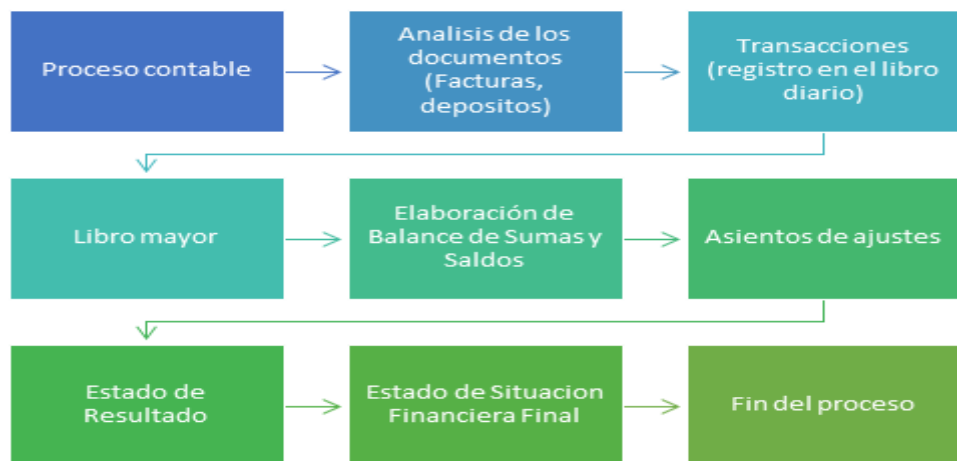 Proceso contable
Analisis de los
documentos
(Facturas,
depositos)
Transacciones
(registro en el libro
diario)
Libro mayor
Elaboración de
Balance de Sumas y
Saldos
Asientos de ajustes
Estado de
Resultado
Estado de Situacion
Financiera Final
Fin del proceso